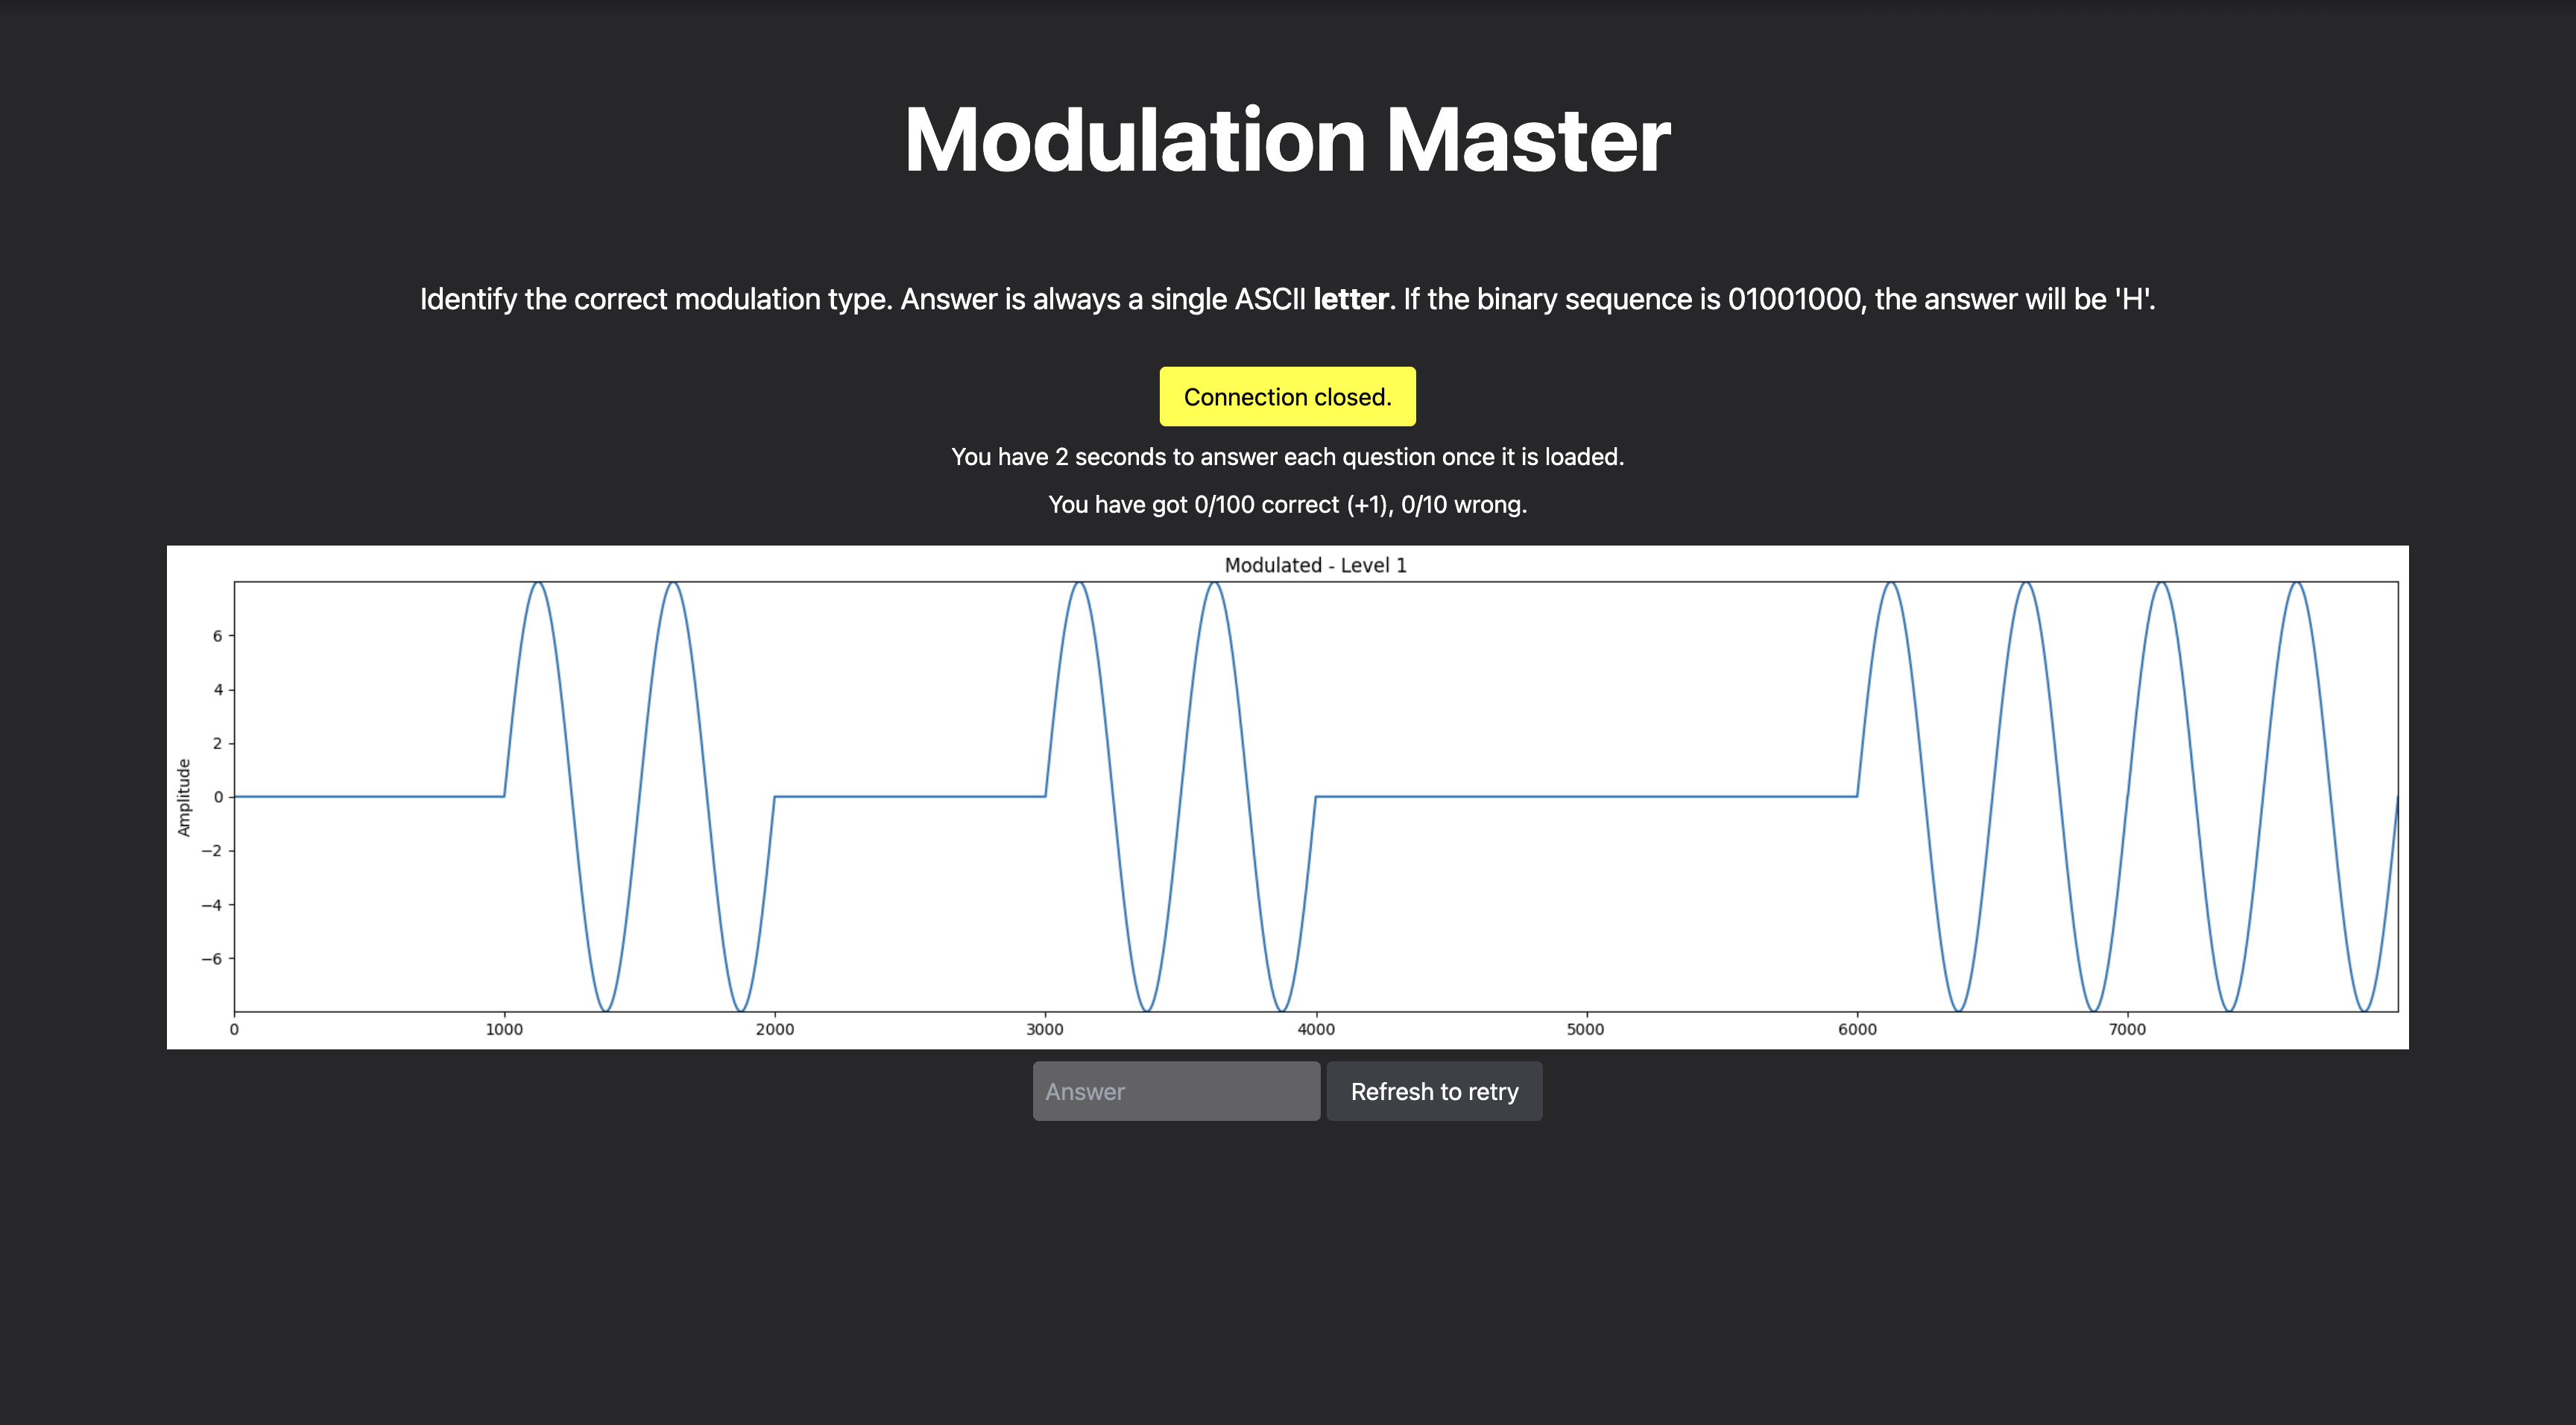 Modulation Master
Identify the correct modulation type. Answer is always a single ASCII letter. If the binary sequence is 01001000, the answer will be 'H'.
Connection closed.
You have 2 seconds to answer each question once it is loaded.
You have got 0/100 correct (+1), 0/10 wrong.
Modulated - Level 1
Amplitude
6
4
2
0
−2
−4
−6
0 1000 2000 3000 4000 5000 6000 7000
Answer
Refresh to retry